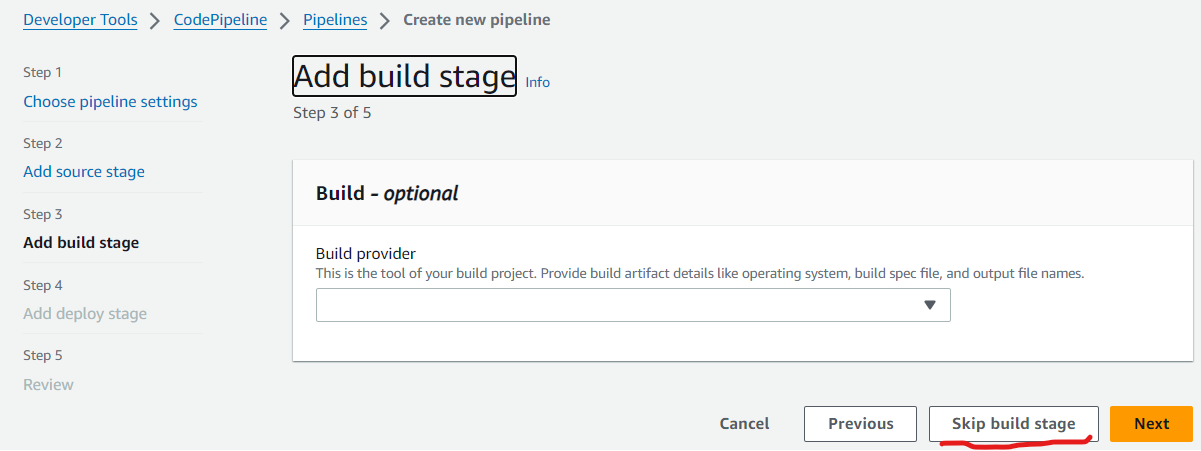 Developer Tools > CodePipeline > Pipelines > Create new pipeline
Step 1
Choose pipeline settings
Step 2
Add source stage
Step 3
Add build stage
Step 4
Add deploy stage
Step 5
Review
Add build stage Info
Step 3 of 5
Build - optional
Build provider
This is the tool of your build project. Provide build artifact details like operating system, build spec file, and output file names.
Cancel Previous Skip build stage Next